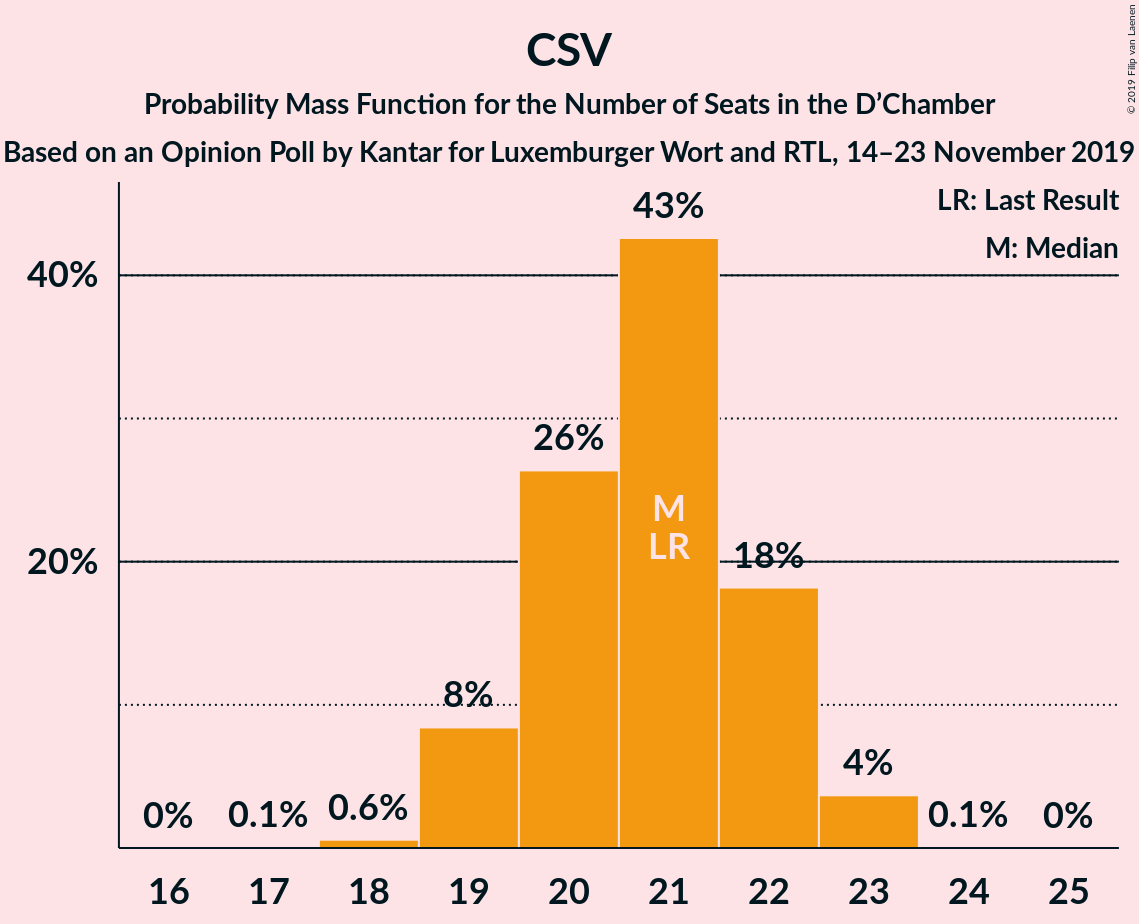 CSV
Probability Mass Function for the Number of Seats in the D’Chamber
Based on an Opinion Poll by Kantar for Luxemburger Wort and RTL, 14–23 November 2019
© 2019 Filip van Laenen
LR: Last Result
M: Median
43%
40%
26%
M
LR
20%
18%
8%
4%
0%
0.1%
0.6%
0.1%
0%
16 17 18 19 20 21 22 23 24 25